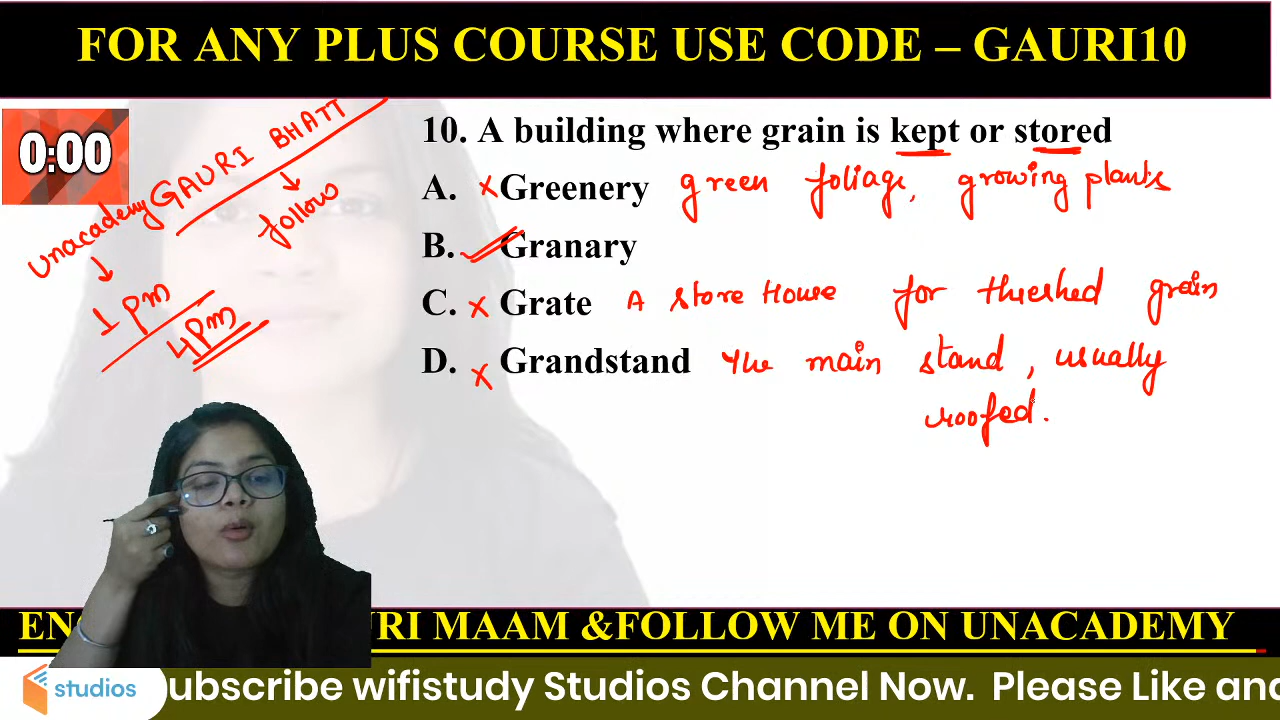 FOR ANY PLUS COURSE USE CODE – GAURI10
0:00
unacademy GAURI BHATT
follow
1 pm
4 Pm
10. A building where grain is kept or stored
A. Greenery green foliage, growing plants
B. Granary
C. Grate A store House for threshed grain
D. Grandstand The main stand, usually
roofed.
URI MAAM &FOLLOW ME ON UNACADEMY
studios
ubscribe wifistudy Studios Channel Now. Please Like and